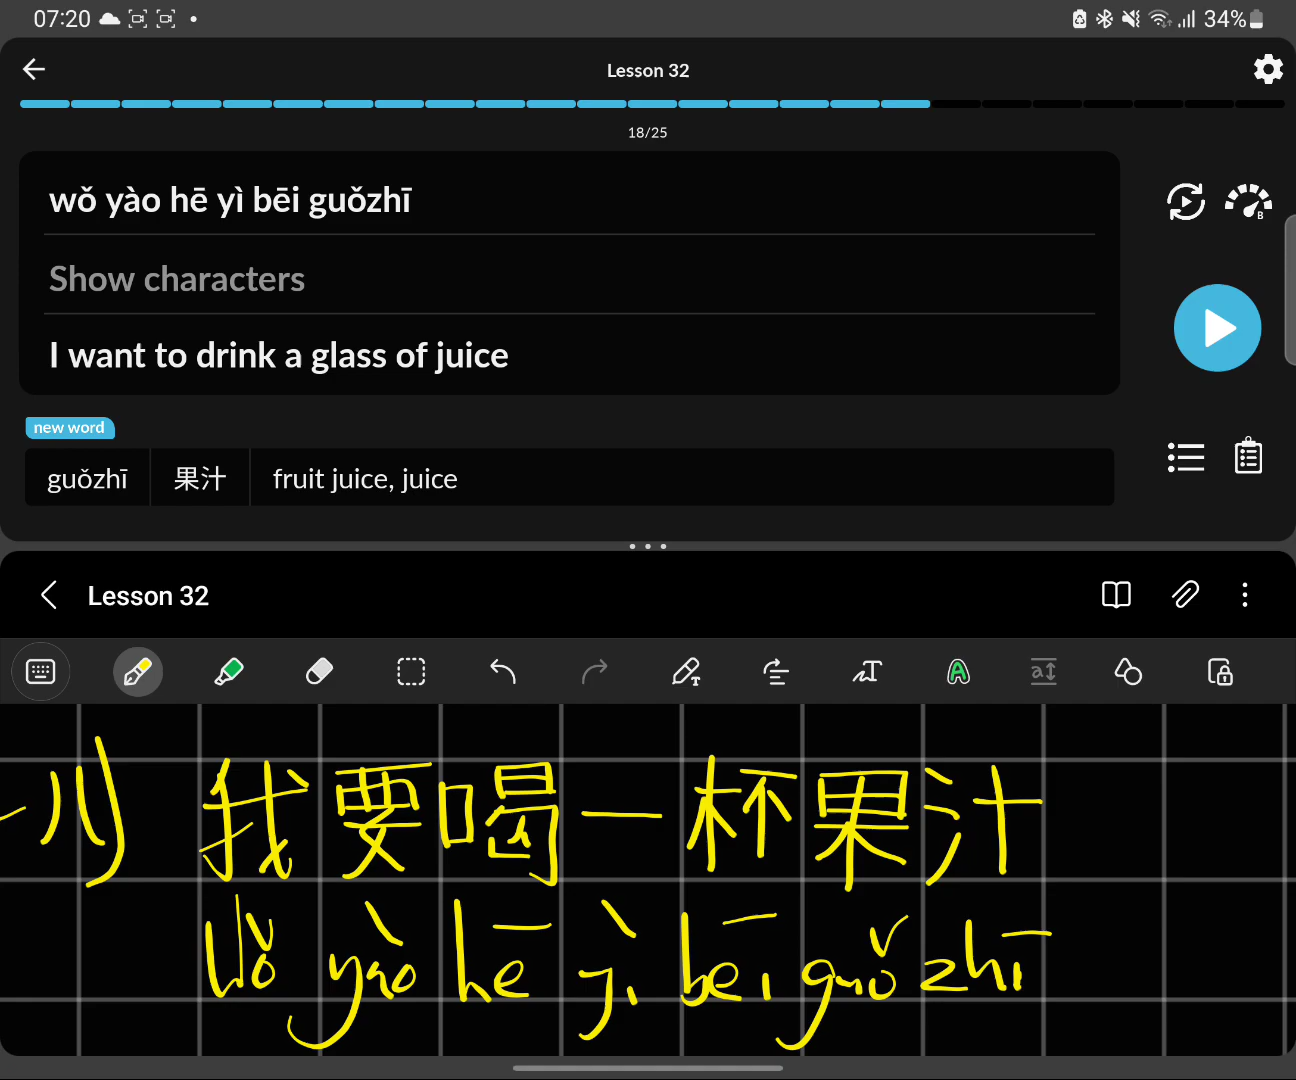 07:20 34%
Lesson 32
18/25
wǒ yào hē yì bēi guǒzhī
Show characters
I want to drink a glass of juice
B
new word
guǒzhī 果汁 fruit juice, juice
Lesson 32
T T A a
我要喝一杯果汁
wǒ yào hē yì bēi guǒ zhī